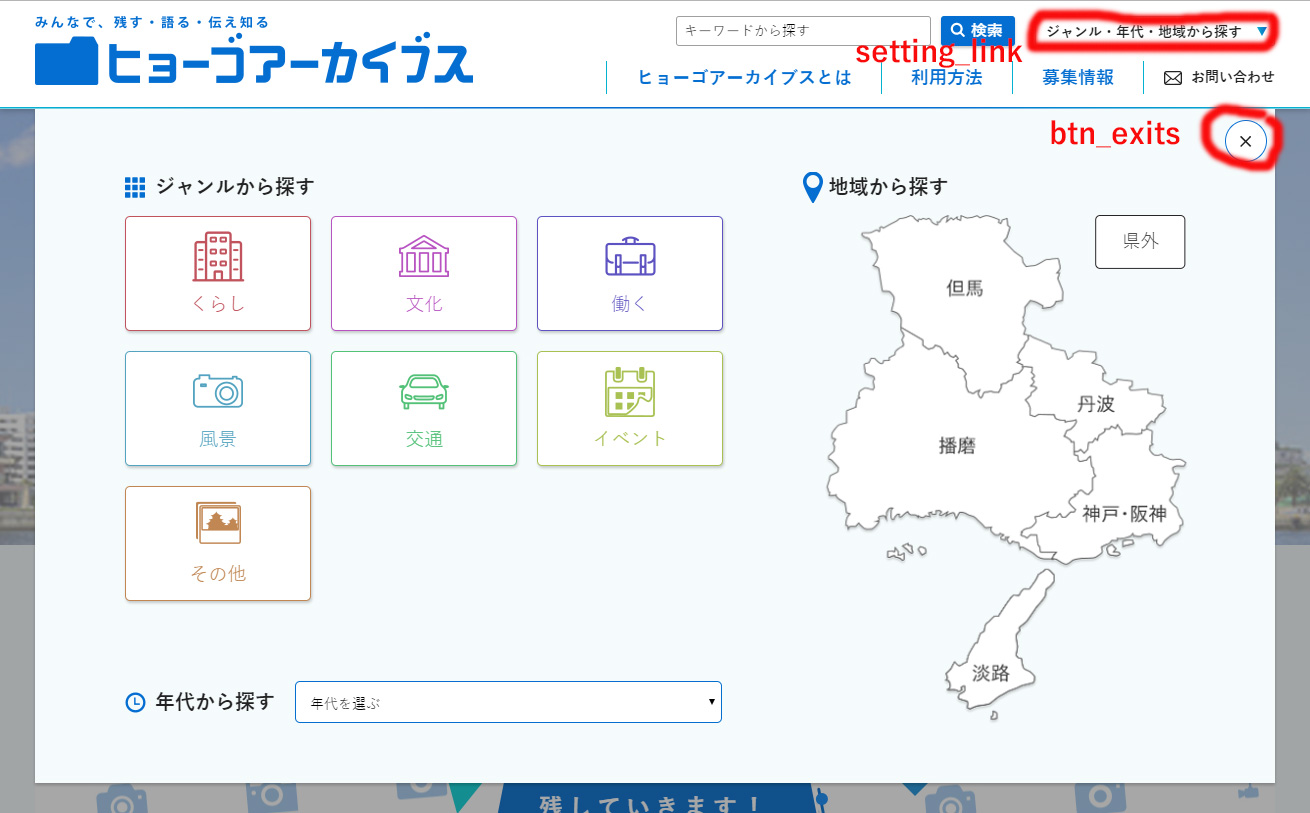 みんなで、残す・語る・伝え知る
ヒョーゴアーカイブス
キーワードから探す
検索
ジャンル・年代・地域から探す ▼
setting_link
ヒョーゴアーカイブスとは
利用方法
募集情報
お問い合わせ
btn_exits
×
ジャンルから探す
くらし
文化
働く
風景
交通
イベント
その他
年代から探す
年代を選ぶ
地域から探す
県外
但馬
丹波
播磨
神戸・阪神
淡路
残していきます！